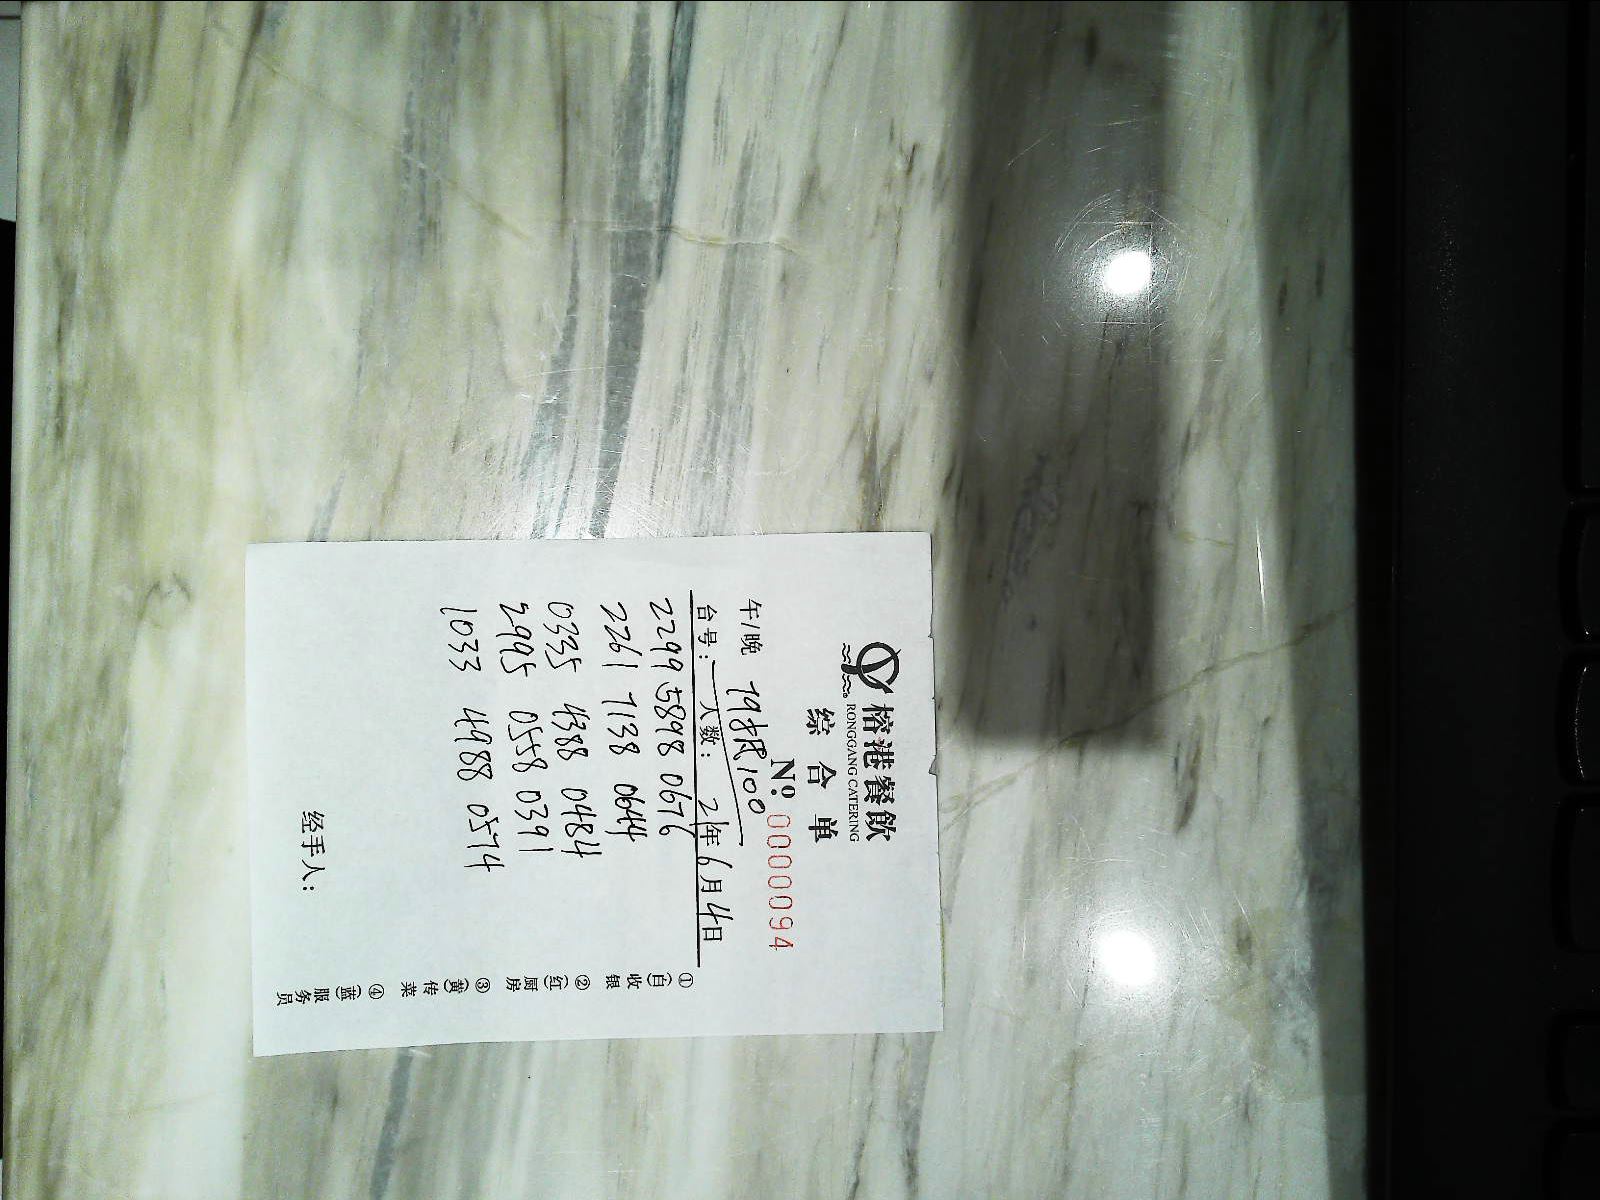 榕港餐飲
RONGGANG CATERING
综合单
№.0000094
午/晚 79抵100
台号: 人数: 21年6月4日
2299 5898 0676
2261 7138 0644
0335 4388 0484
2995 0558 0391
1033 4988 0574
经手人:
①(白)收银 ②(红)厨房 ③(黄)传菜 ④(蓝)服务员